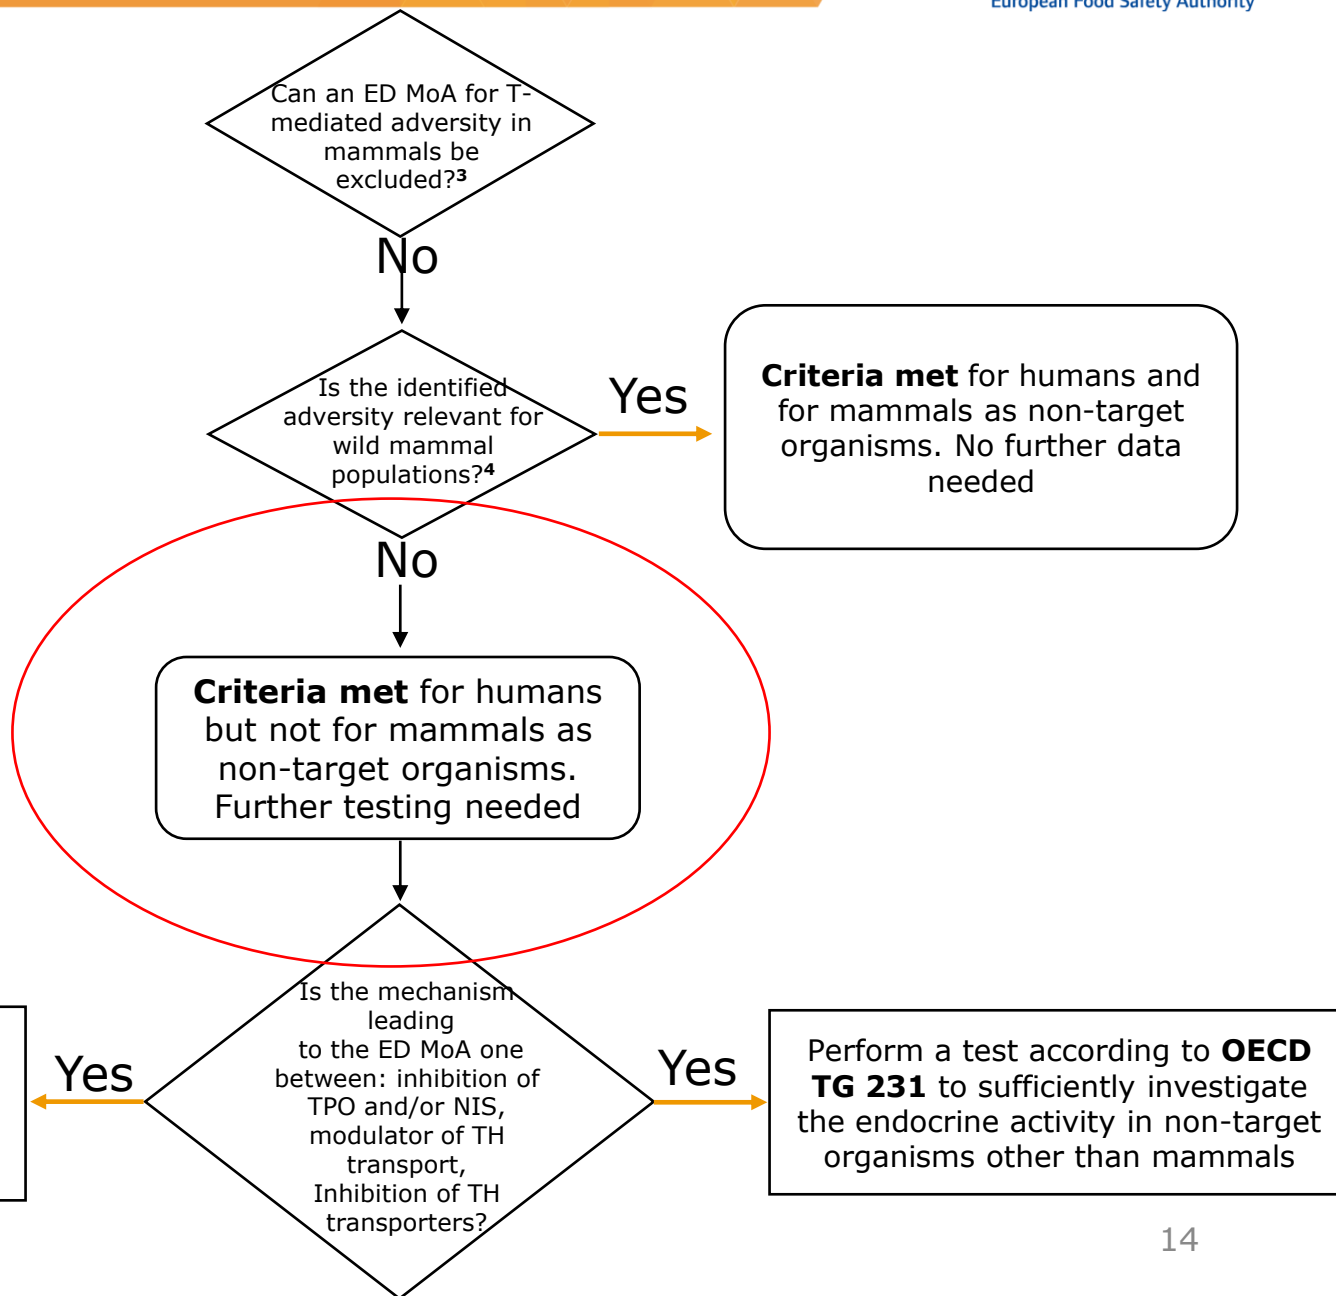 European Food Safety Authority
Can an ED MoA for T-
mediated adversity in
mammals be
excluded?³
No
Is the identified
adversity relevant for
wild mammal
populations?⁴
Yes
Criteria met for humans and
for mammals as non-target
organisms. No further data
needed
No
Criteria met for humans
but not for mammals as
non-target organisms.
Further testing needed
Is the mechanism
leading
to the ED MoA one
between: inhibition of
TPO and/or NIS,
modulator of TH
transport,
Inhibition of TH
transporters?
Yes
Yes
Perform a test according to OECD
TG 231 to sufficiently investigate
the endocrine activity in non-target
organisms other than mammals
14